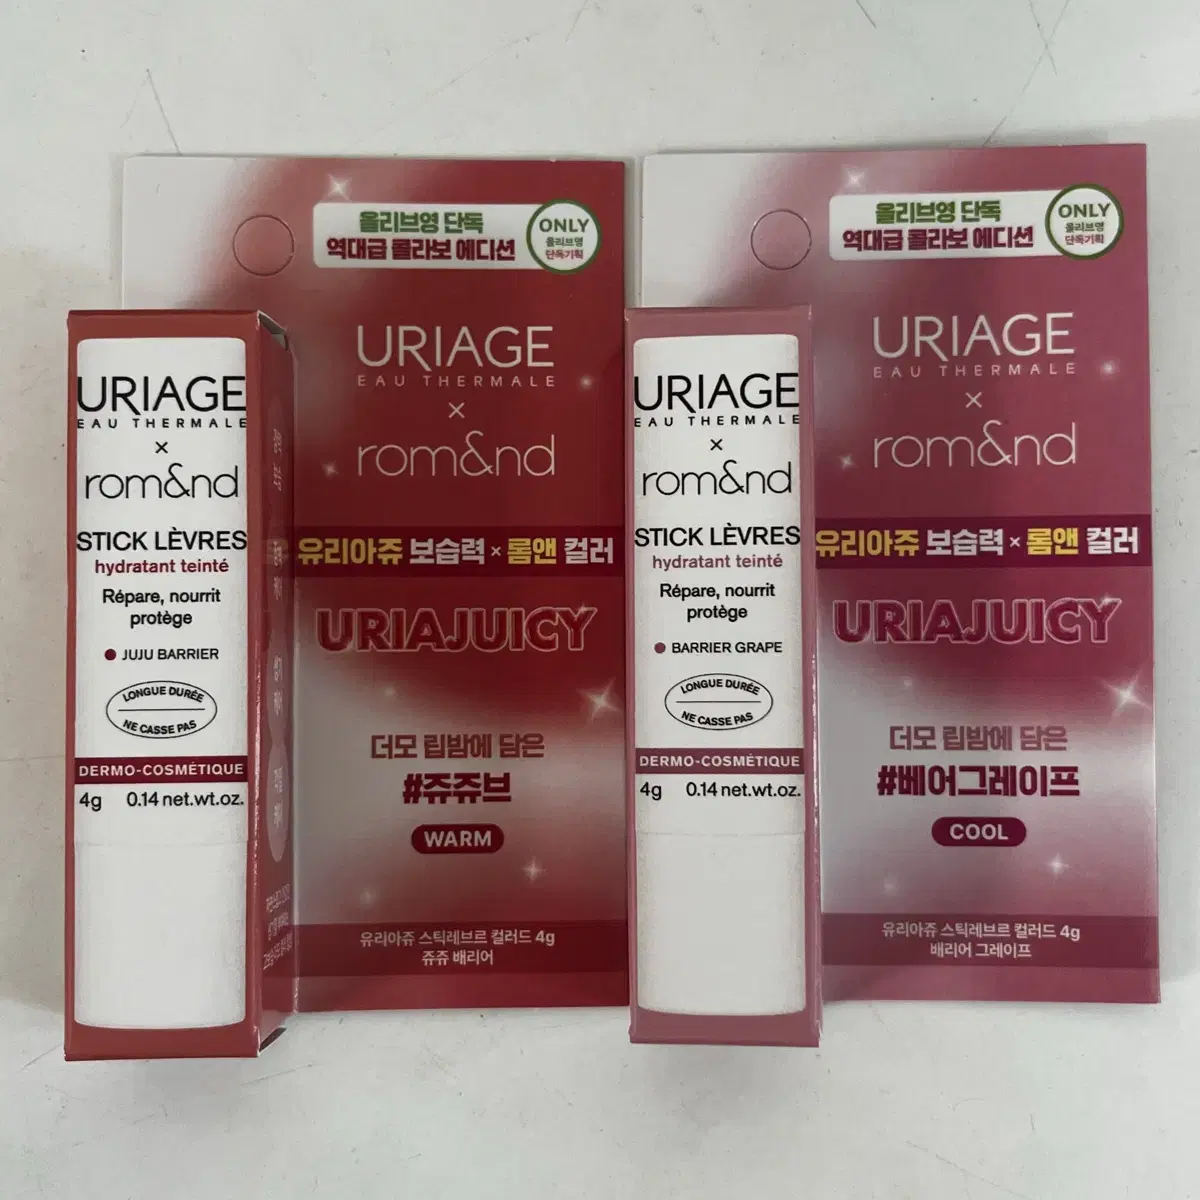 올리브영 단독
역대급 콜라보 에디션
ONLY
올리브영
단독기획
URIAGE
EAU THERMALE
×
rom&nd
유리아쥬 보습력 × 롬앤 컬러
URIAJUICY
더모 립밤에 담은
#쥬쥬브
WARM
유리아쥬 스틱레브르 컬러드 4g
쥬쥬 배리어
URIAGE
EAU THERMALE
×
rom&nd
STICK LÈVRES
hydratant teinté
Répare, nourrit
protège
JUJU BARRIER
LONGUE DURÉE
NE CASSE PAS
DERMO-COSMÉTIQUE
4g 0.14 net.wt.oz.
올리브영 단독
역대급 콜라보 에디션
ONLY
올리브영
단독기획
URIAGE
EAU THERMALE
×
rom&nd
유리아쥬 보습력 × 롬앤 컬러
URIAJUICY
더모 립밤에 담은
#베어그레이프
COOL
유리아쥬 스틱레브르 컬러드 4g
배리어 그레이프
URIAGE
EAU THERMALE
×
rom&nd
STICK LÈVRES
hydratant teinté
Répare, nourrit
protège
BARRIER GRAPE
LONGUE DURÉE
NE CASSE PAS
DERMO-COSMÉTIQUE
4g 0.14 net.wt.oz.